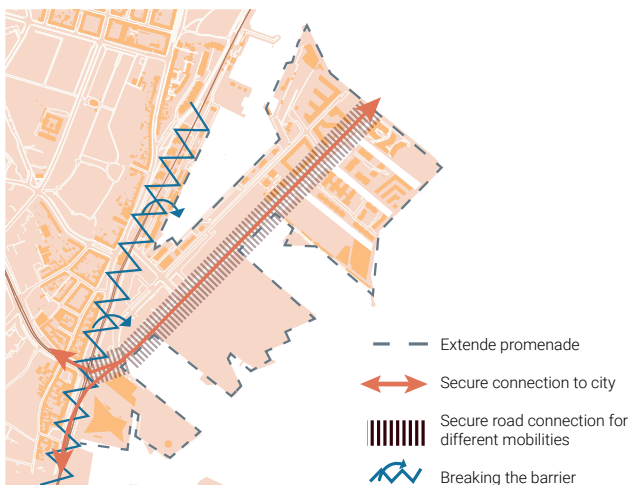 Extende promenade
Secure connection to city
Secure road connection for
different mobilities
Breaking the barrier